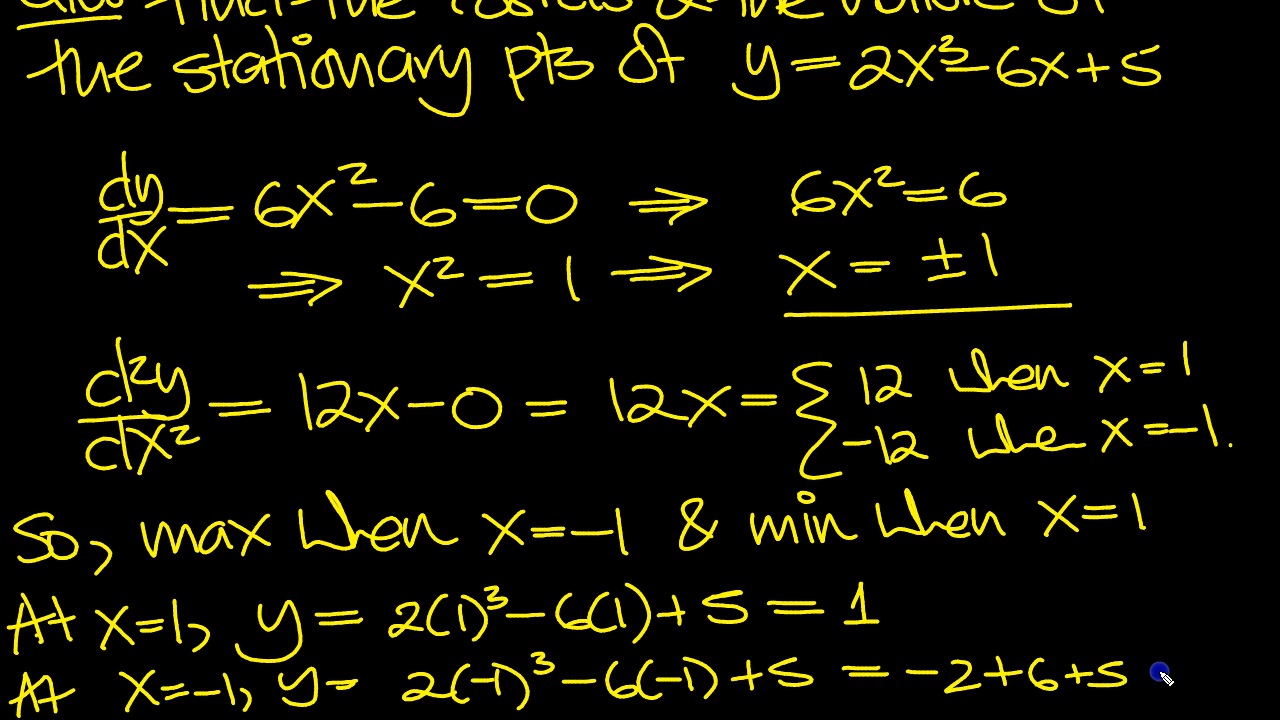 the stationary pts of y = 2x³ - 6x + 5
dy/dx = 6x² - 6 = 0 ⇒ 6x² = 6
⇒ x² = 1 ⇒ x = ±1
d²y/dx² = 12x - 0 = 12x = { 12 when x = 1
-12 whe x = -1.
So, max when x = -1 & min when x = 1
At x=1, y = 2(1)³ - 6(1) + 5 = 1
At x=-1, y = 2(-1)³ - 6(-1) + 5 = -2+6+5